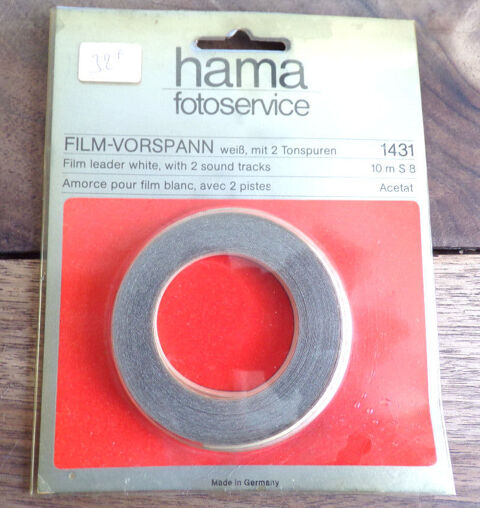 32F
hama
fotoservice
FILM-VORSPANN weiß, mit 2 Tonspuren 1431
Film leader white, with 2 sound tracks 10 m S 8
Amorce pour film blanc, avec 2 pistes Acetat
Made in Germany